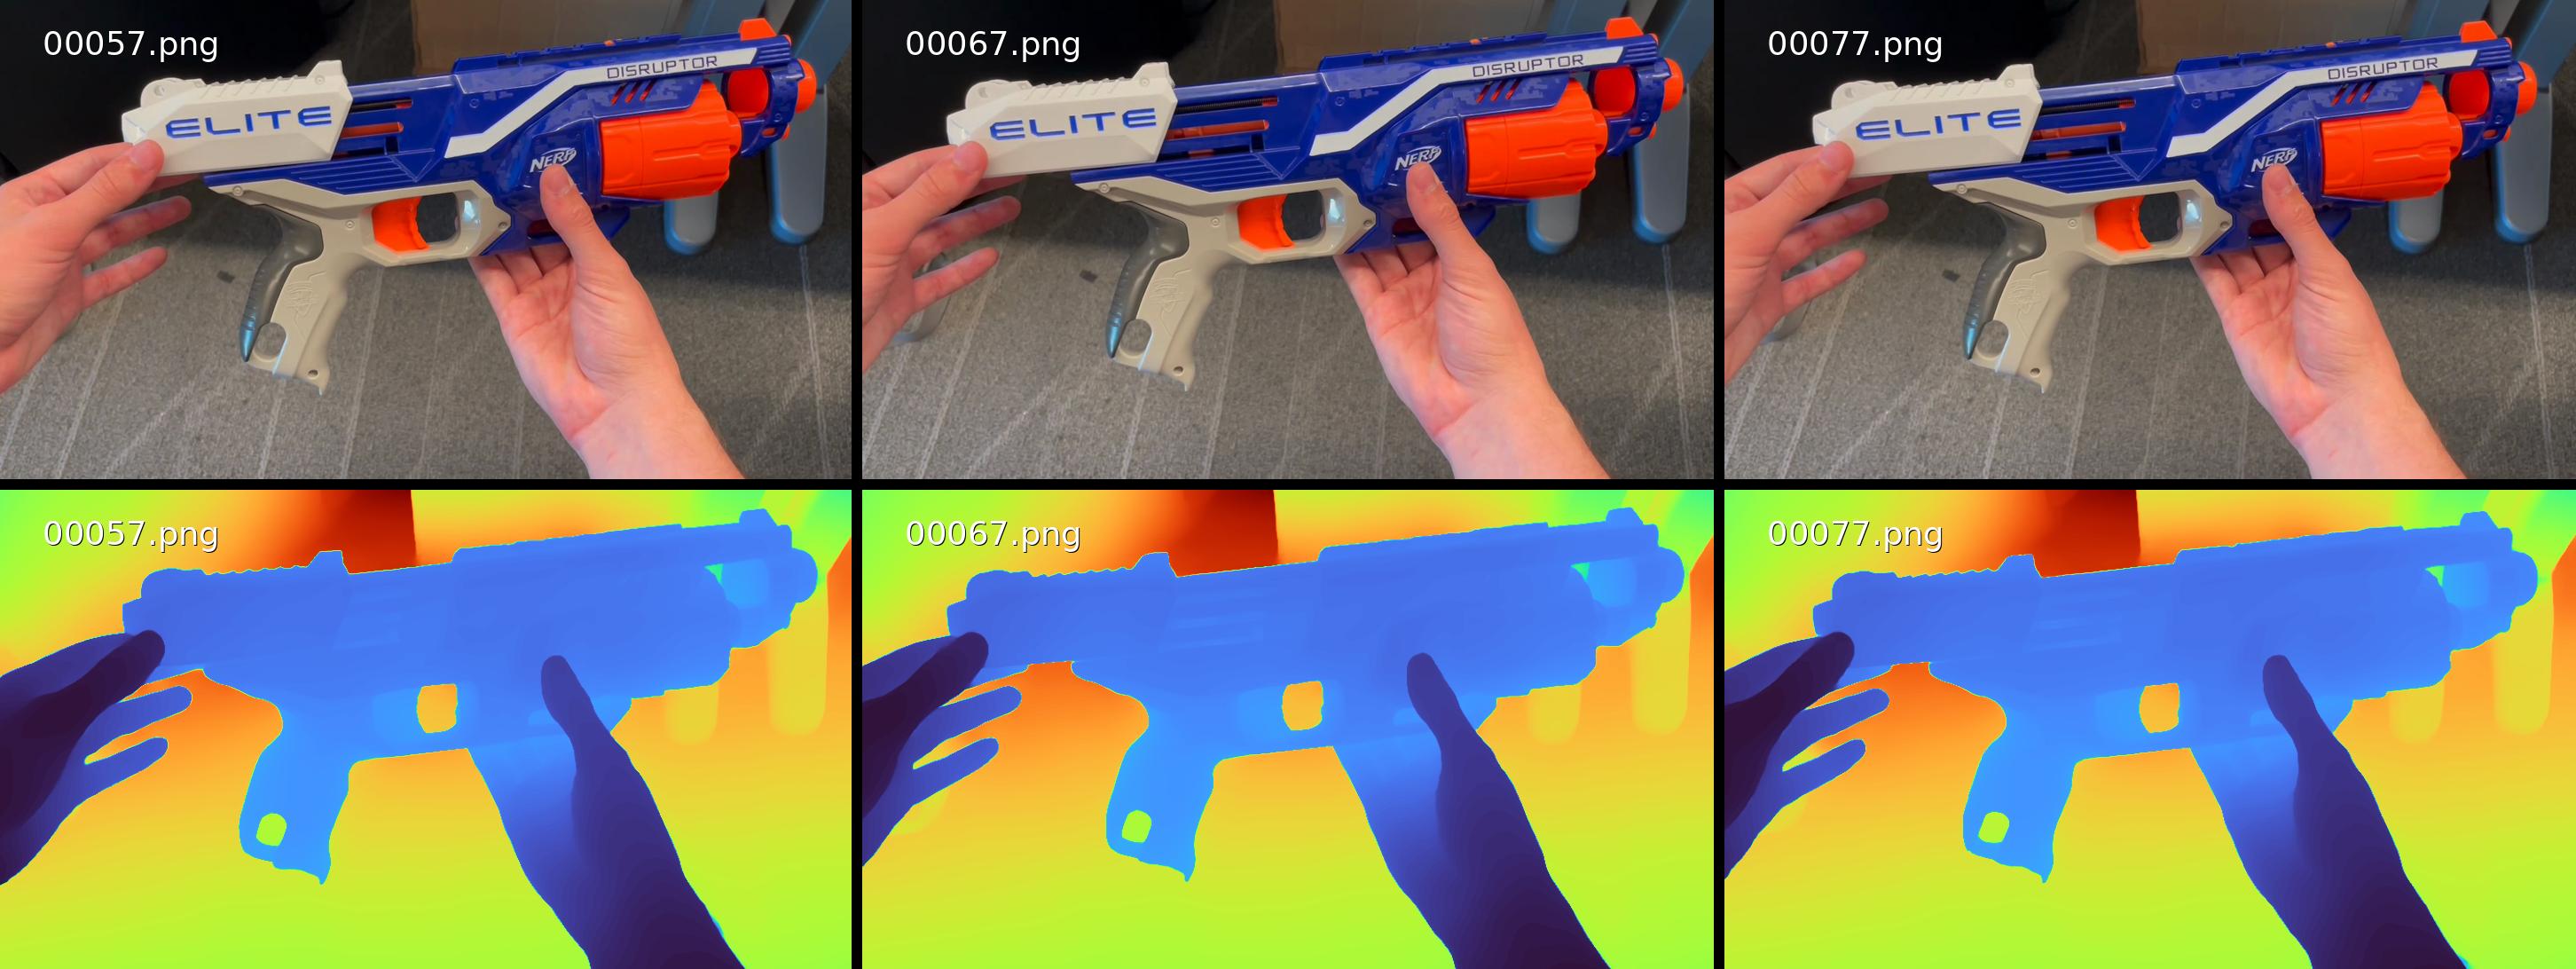 00057.png
DISRUPTOR
ELITE
NERF
00067.png
DISRUPTOR
ELITE
NERF
00077.png
DISRUPTOR
ELITE
NERF
00057.png
00067.png
00077.png